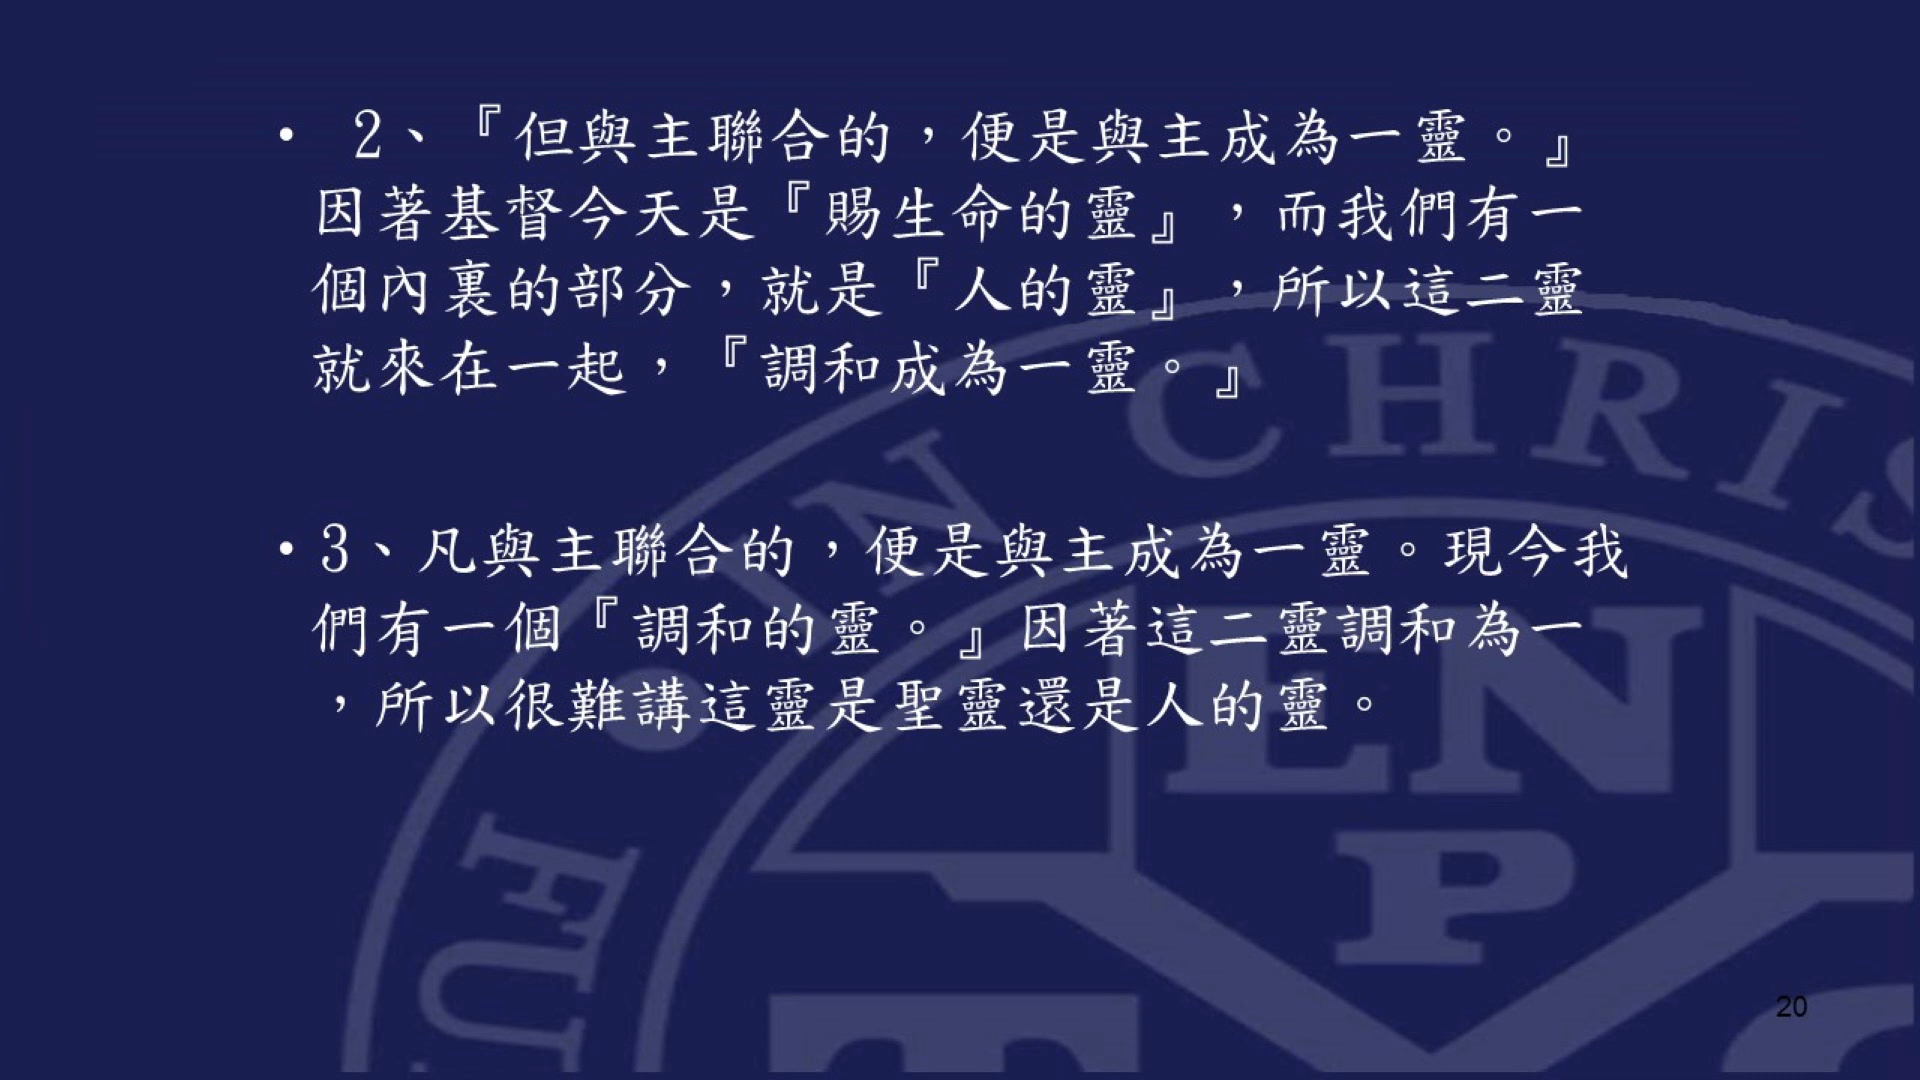 • 2、『但與主聯合的，便是與主成為一靈。』
因著基督今天是『賜生命的靈』，而我們有一
個內裏的部分，就是『人的靈』，所以這二靈
就來在一起，『調和成為一靈。』
•3、凡與主聯合的，便是與主成為一靈。現今我
們有一個『調和的靈。』因著這二靈調和為一
，所以很難講這靈是聖靈還是人的靈。
IN CHRIS
FU
EN
P
T
20